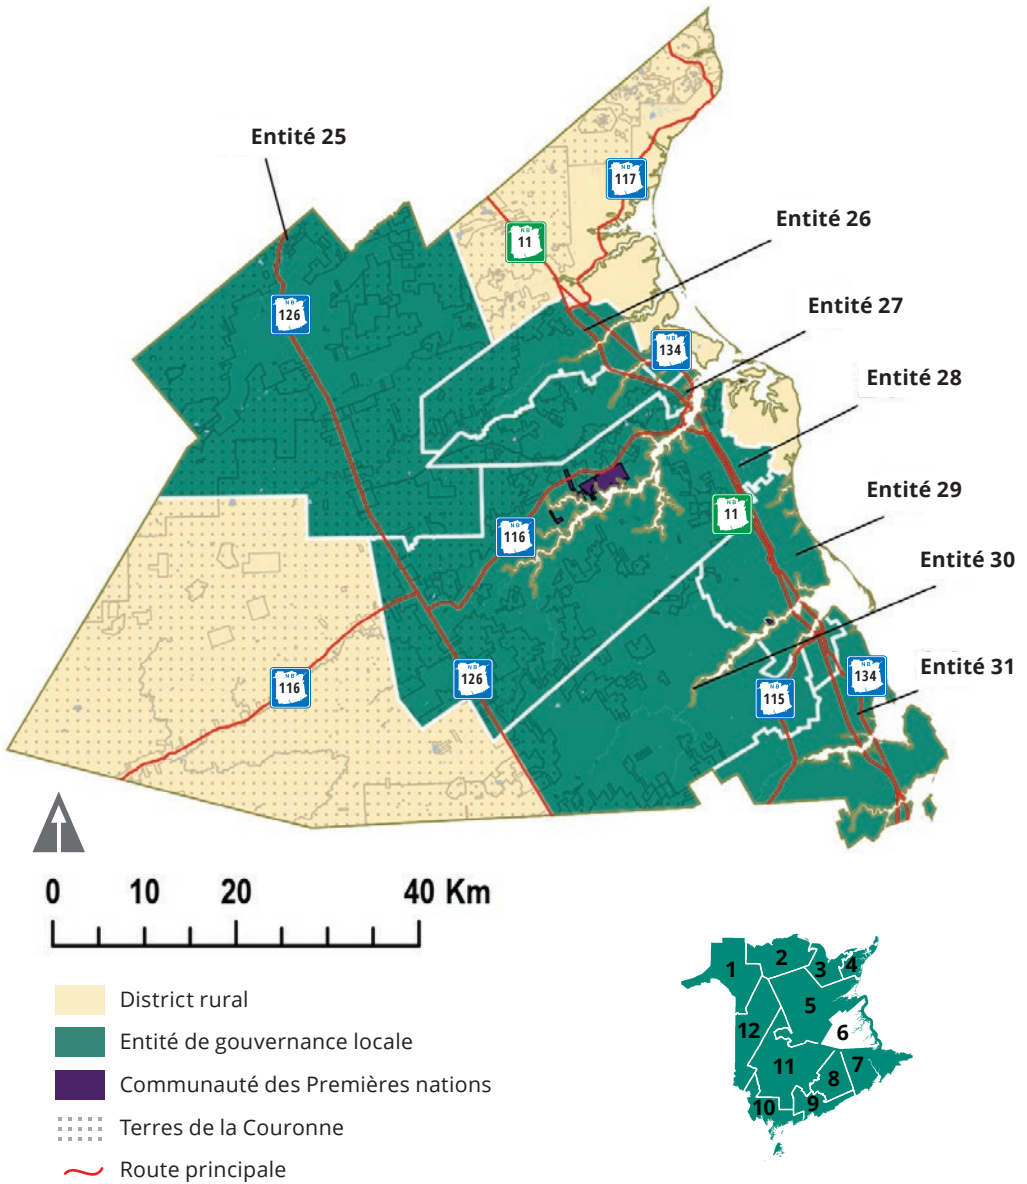 Entité 25
117
Entité 26
11
Entité 27
126
134
Entité 28
Entité 29
11
116
Entité 30
Entité 31
126
134
116
115
0 10 20 40 Km
District rural
Entité de gouvernance locale
Communauté des Premières nations
Terres de la Couronne
Route principale
1
2
3
4
5
6
12
11
7
8
9
10